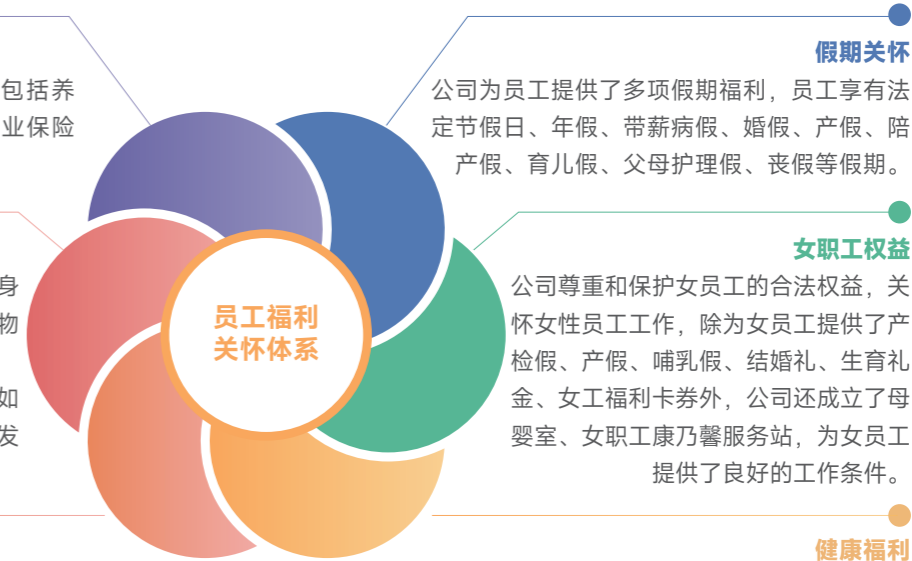 包括养
业保险
身
物
如
发
员工福利
关怀体系
假期关怀
公司为员工提供了多项假期福利，员工享有法
定节假日、年假、带薪病假、婚假、产假、陪
产假、育儿假、父母护理假、丧假等假期。
女职工权益
公司尊重和保护女员工的合法权益，关
怀女性员工工作，除为女员工提供了产
检假、产假、哺乳假、结婚礼、生育礼
金、女工福利卡券外，公司还成立了母
婴室、女职工康乃馨服务站，为女员工
提供了良好的工作条件。
健康福利